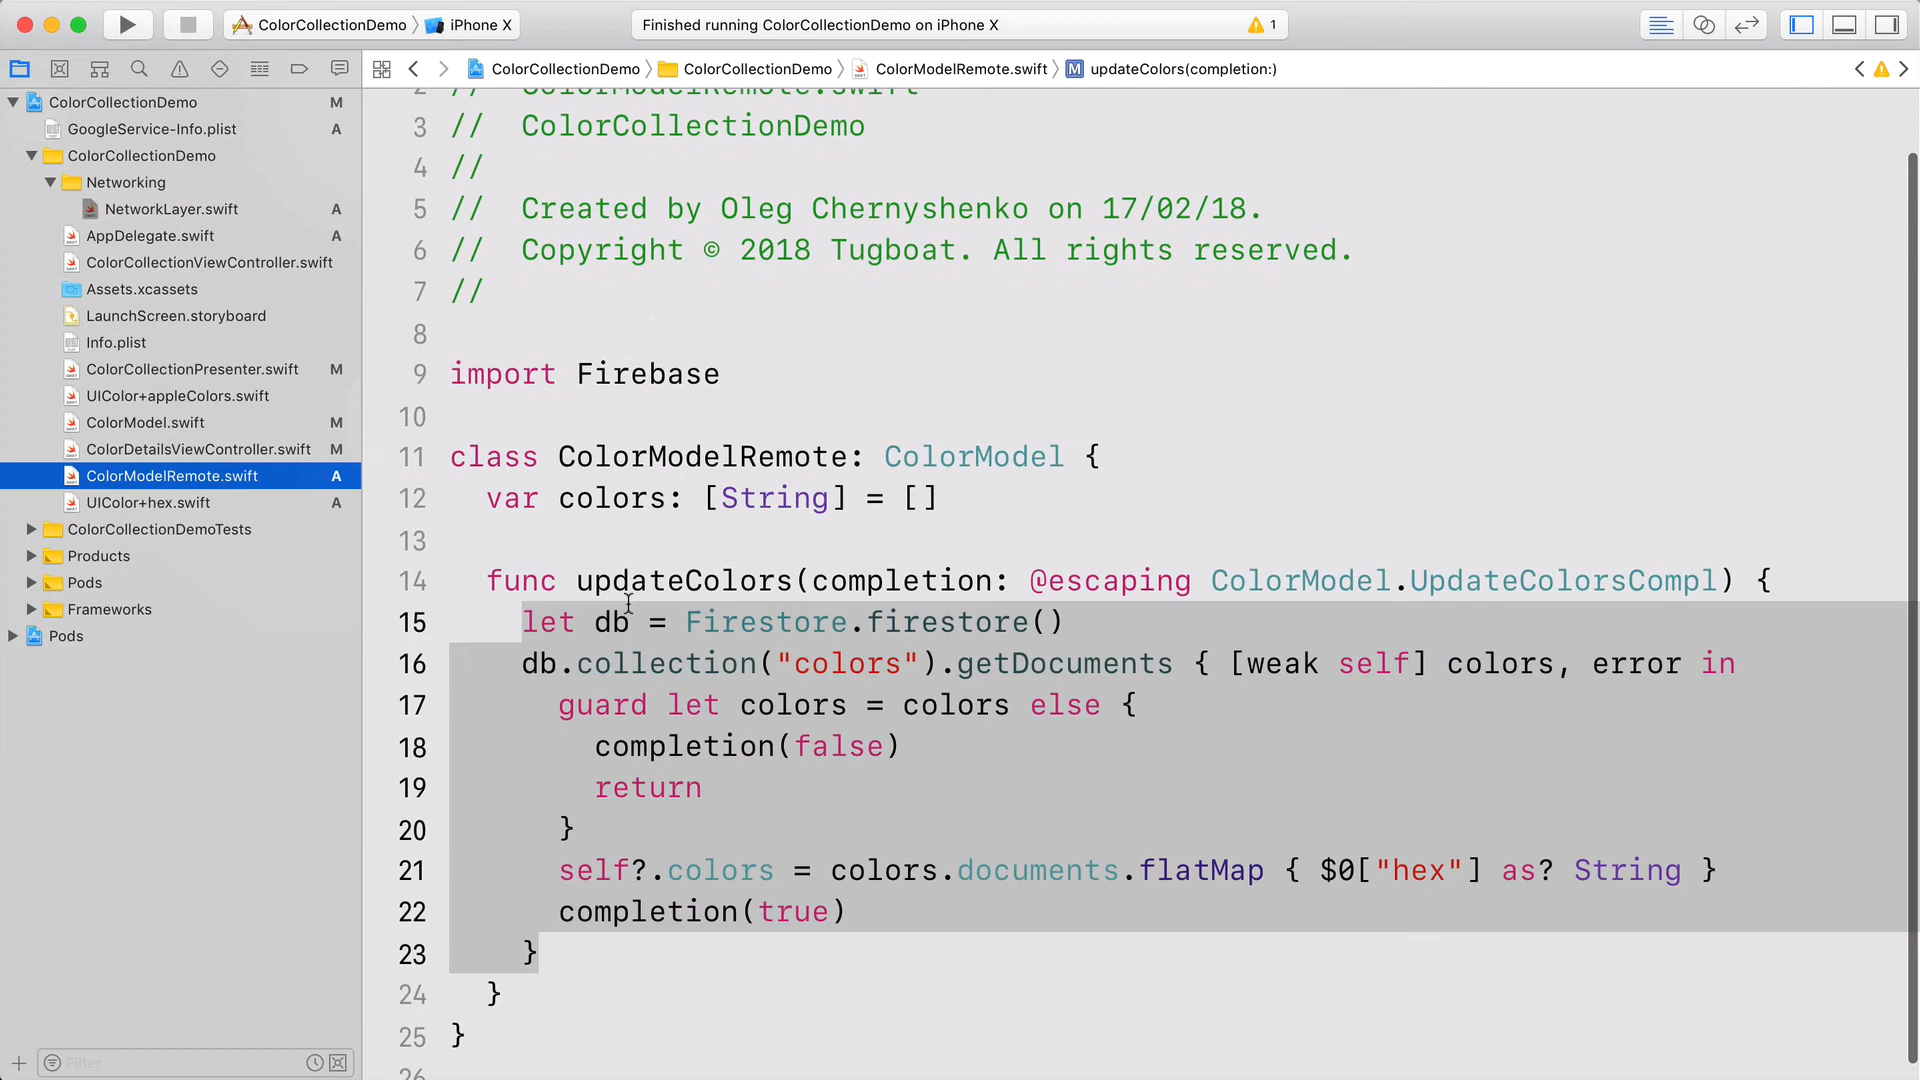 ColorCollectionDemo 〉 iPhone X
Finished running ColorCollectionDemo on iPhone X
1
ColorCollectionDemo 〉 ColorCollectionDemo 〉 ColorModelRemote.swift 〉 M updateColors(completion:)
ColorCollectionDemo M
GoogleService-Info.plist A
ColorCollectionDemo
Networking
NetworkLayer.swift A
AppDelegate.swift A
ColorCollectionViewController.swift
Assets.xcassets
LaunchScreen.storyboard
Info.plist
ColorCollectionPresenter.swift M
UIColor+appleColors.swift
ColorModel.swift M
ColorDetailsViewController.swift M
ColorModelRemote.swift A
UIColor+hex.swift A
ColorCollectionDemoTests
Products
Pods
Frameworks
Pods
Filter
2 // ColorModelRemote.swift
3 // ColorCollectionDemo
4 //
5 // Created by Oleg Chernyshenko on 17/02/18.
6 // Copyright © 2018 Tugboat. All rights reserved.
7 //
8
9 import Firebase
10
11 class ColorModelRemote: ColorModel {
12 var colors: [String] = []
13
14 func updateColors(completion: @escaping ColorModel.UpdateColorsCompl) {
15 let db = Firestore.firestore()
16 db.collection("colors").getDocuments { [weak self] colors, error in
17 guard let colors = colors else {
18 completion(false)
19 return
20 }
21 self?.colors = colors.documents.flatMap { $0["hex"] as? String }
22 completion(true)
23 }
24 }
25 }
26